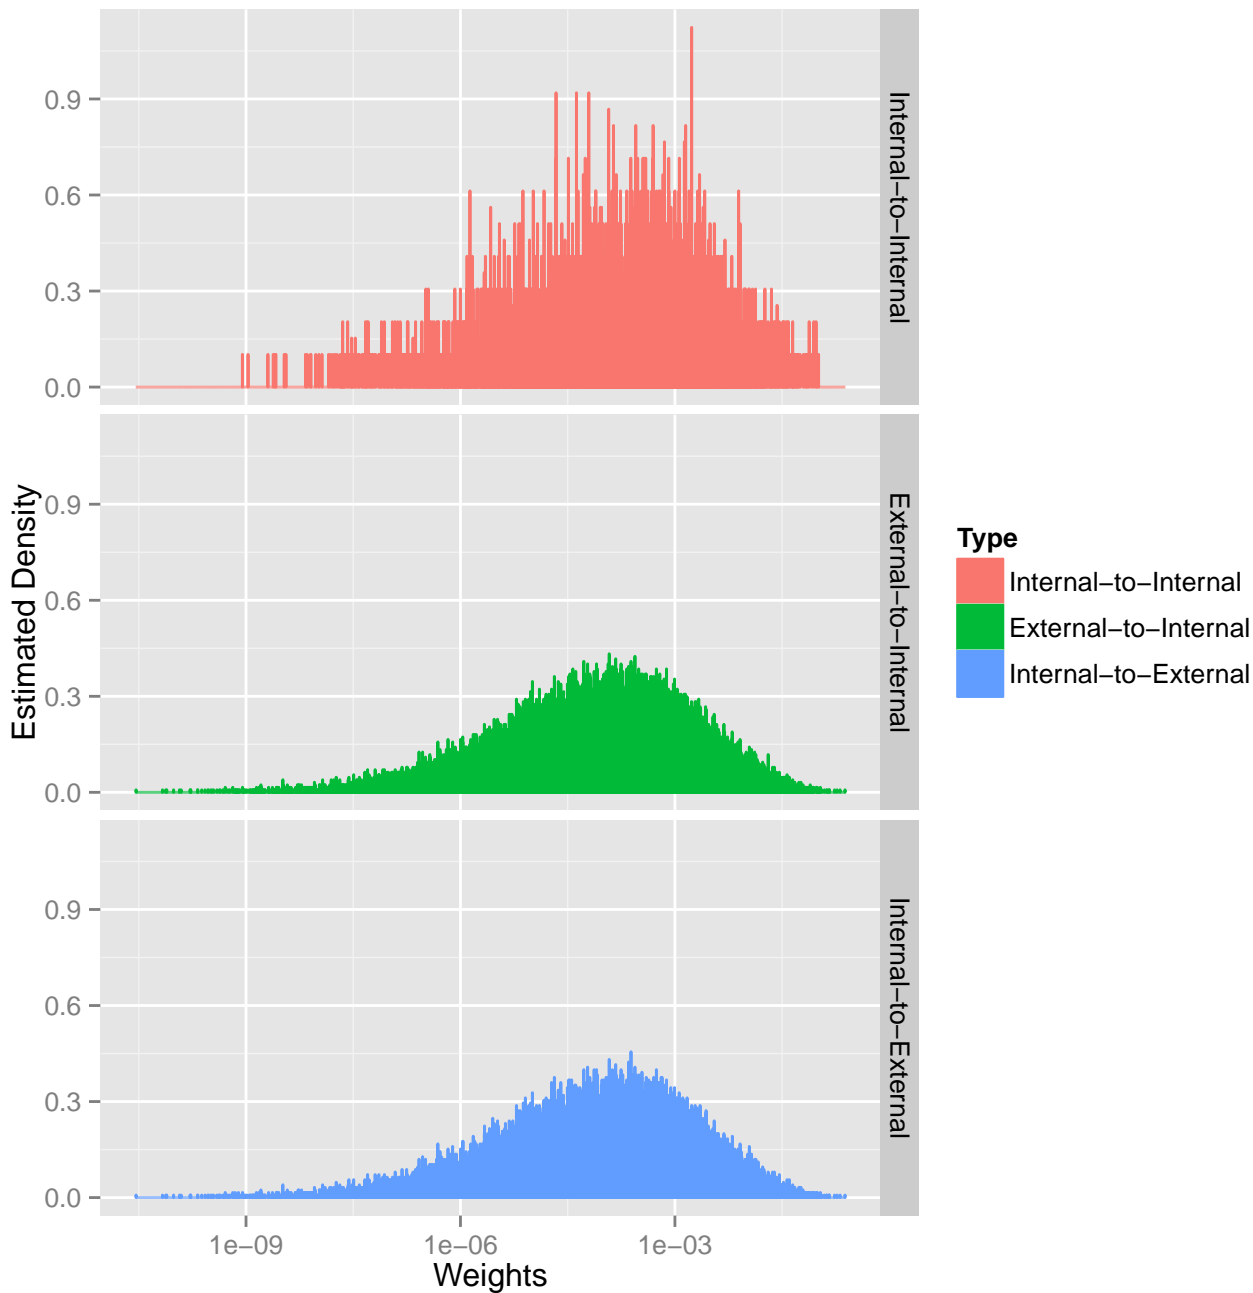 0.9
0.6
0.3
0.0
Internal−to−Internal
0.9
0.6
0.3
0.0
External−to−Internal
0.9
0.6
0.3
0.0
Internal−to−External
Estimated Density
1e−09 1e−06 1e−03
Weights
Type
Internal−to−Internal
External−to−Internal
Internal−to−External